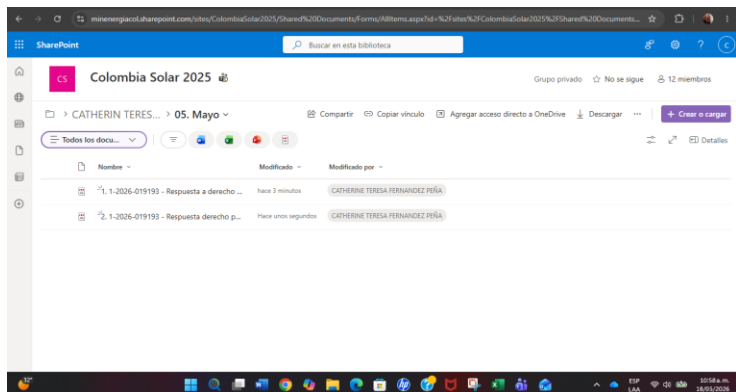 minenergiacol.sharepoint.com/sites/ColombiaSolar2025/Shared%20Documents/Forms/AllItems.aspx?id=%2Fsites%2FColombiaSolar2025%2FShared%20Documents...
SharePoint
Buscar en esta biblioteca
? C
CS
Colombia Solar 2025
Grupo privado No se sigue 12 miembros
> CATHERIN TERES... > 05. Mayo
Compartir Copiar vínculo Agregar acceso directo a OneDrive Descargar ... + Crear o cargar
Todos los docu...
Detalles
Nombre Modificado Modificado por
1. 1-2026-019193 - Respuesta a derecho ... hace 3 minutos CATHERINE TERESA FERNANDEZ PEÑA
2. 1-2026-019193 - Respuesta derecho p... Hace unos segundos CATHERINE TERESA FERNANDEZ PEÑA
32°
ESP
LAA
10:58 a.m.
18/05/2026